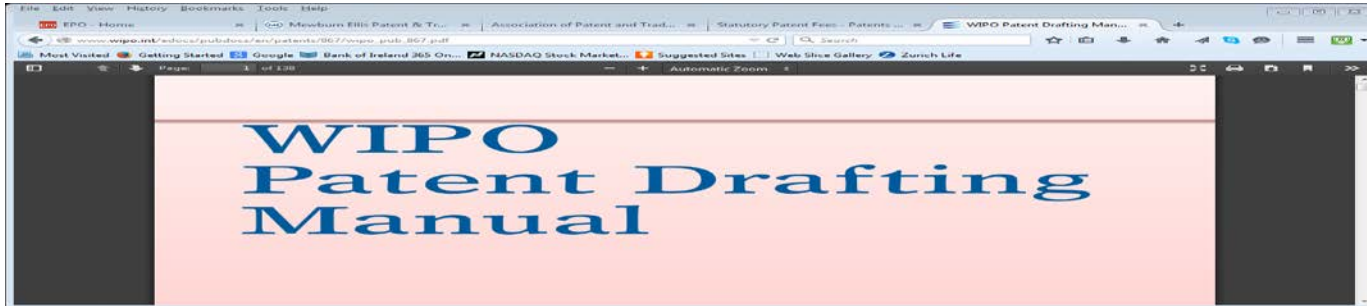 File Edit View History Bookmarks Tools Help
EPO - Home Mewburn Ellis Patent & Tr... Association of Patent and Trad... Statutory Patent Fees - Patents ... WIPO Patent Drafting Man...
www.wipo.int/edocs/pubdocs/en/patents/867/wipo_pub_867.pdf Search
Most Visited Getting Started Google Bank of Ireland 365 On... NASDAQ Stock Market... Suggested Sites Web Slice Gallery Zurich Life
Page: 1 of 138 Automatic Zoom
WIPO
Patent Drafting
Manual